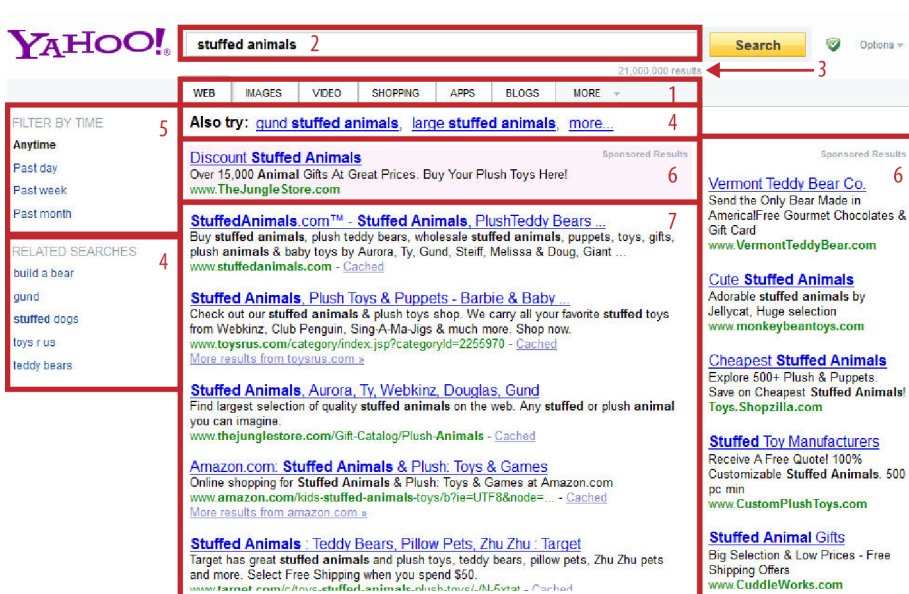 YAHOO!®
stuffed animals 2
Search
Options
21,000,000 results
3
WEB IMAGES VIDEO SHOPPING APPS BLOGS MORE 1
FILTER BY TIME 5
Anytime
Past day
Past week
Past month
RELATED SEARCHES 4
build a bear
gund
stuffed dogs
toys r us
teddy bears
Also try: gund stuffed animals, large stuffed animals, more... 4
Discount Stuffed Animals Sponsored Results
Over 15,000 Animal Gifts At Great Prices. Buy Your Plush Toys Here! 6
www.TheJungleStore.com
StuffedAnimals.com™ - Stuffed Animals, PlushTeddy Bears ... 7
Buy stuffed animals, plush teddy bears, wholesale stuffed animals, puppets, toys, gifts,
plush animals & baby toys by Aurora, Ty, Gund, Steiff, Melissa & Doug, Giant ...
www.stuffedanimals.com - Cached
Stuffed Animals, Plush Toys & Puppets - Barbie & Baby ...
Check out our stuffed animals & plush toys shop. We carry all your favorite stuffed toys
from Webkinz, Club Penguin, Sing-A-Ma-Jigs & much more. Shop now.
www.toysrus.com/category/index.jsp?categoryId=2255970 - Cached
More results from toysrus.com »
Stuffed Animals, Aurora, Ty, Webkinz, Douglas, Gund
Find largest selection of quality stuffed animals on the web. Any stuffed or plush animal
you can imagine.
www.thejunglestore.com/Gift-Catalog/Plush-Animals - Cached
Amazon.com: Stuffed Animals & Plush: Toys & Games
Online shopping for Stuffed Animals & Plush: Toys & Games at Amazon.com
www.amazon.com/kids-stuffed-animals-toys/b?ie=UTF8&node=... - Cached
More results from amazon.com »
Stuffed Animals : Teddy Bears, Pillow Pets, Zhu Zhu : Target
Target has great stuffed animals and plush toys, teddy bears, pillow pets, Zhu Zhu pets
and more. Select Free Shipping when you spend $50.
www.target.com/c/toys-stuffed-animals-plush-toys/-/N-5xtat - Cached
Sponsored Results
6
Vermont Teddy Bear Co.
Send the Only Bear Made in
America!Free Gourmet Chocolates &
Gift Card
www.VermontTeddyBear.com
Cute Stuffed Animals
Adorable stuffed animals by
Jellycat, Huge selection
www.monkeybeantoys.com
Cheapest Stuffed Animals
Explore 500+ Plush & Puppets.
Save on Cheapest Stuffed Animals!
Toys.Shopzilla.com
Stuffed Toy Manufacturers
Receive A Free Quote! 100%
Customizable Stuffed Animals. 500
pc min
www.CustomPlushToys.com
Stuffed Animal Gifts
Big Selection & Low Prices - Free
Shipping Offers
www.CuddleWorks.com